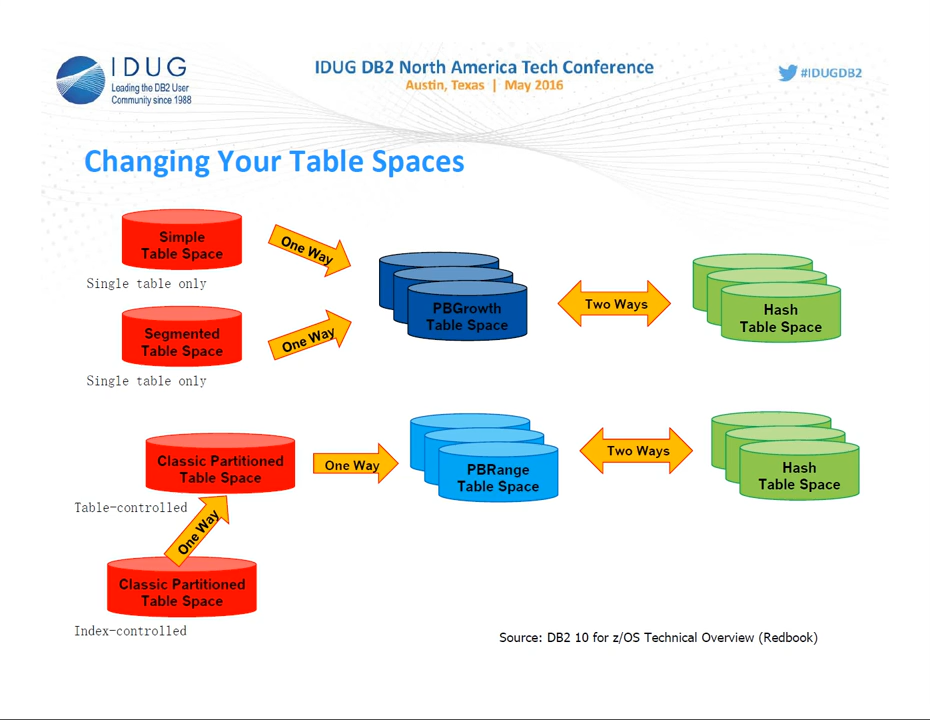 IDUG
Leading the DB2 User
Community since 1988
IDUG DB2 North America Tech Conference
Austin, Texas | May 2016
#IDUGDB2
Changing Your Table Spaces
Simple
Table Space
Single table only
One Way
Segmented
Table Space
Single table only
One Way
PBGrowth
Table Space
Two Ways
Hash
Table Space
Classic Partitioned
Table Space
Table-controlled
One Way
PBRange
Table Space
Two Ways
Hash
Table Space
One Way
Classic Partitioned
Table Space
Index-controlled
Source: DB2 10 for z/OS Technical Overview (Redbook)